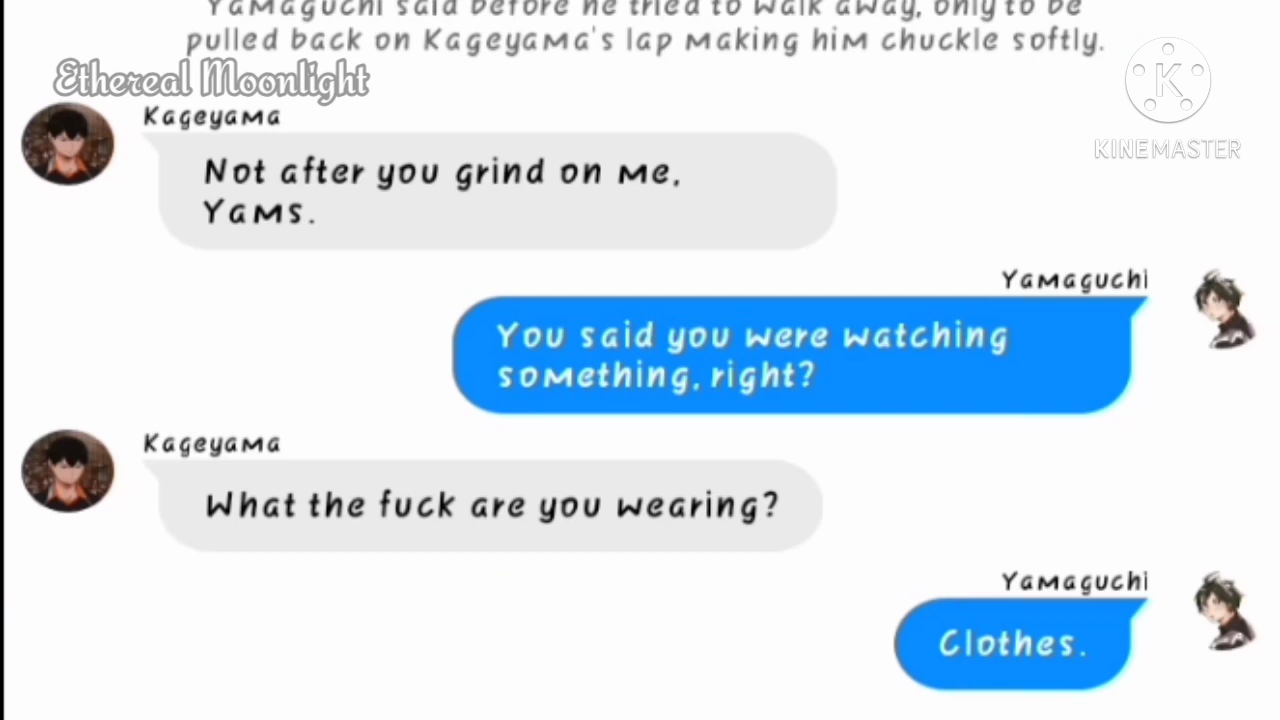 Yamaguchi said before he tried to walk away, only to be
pulled back on Kageyama's lap making him chuckle softly.
Ethereal Moonlight
K
KINEMASTER
Kageyama
Not after you grind on me,
Yams.
Yamaguchi
You said you were watching
something, right?
Kageyama
What the fuck are you wearing?
Yamaguchi
Clothes.